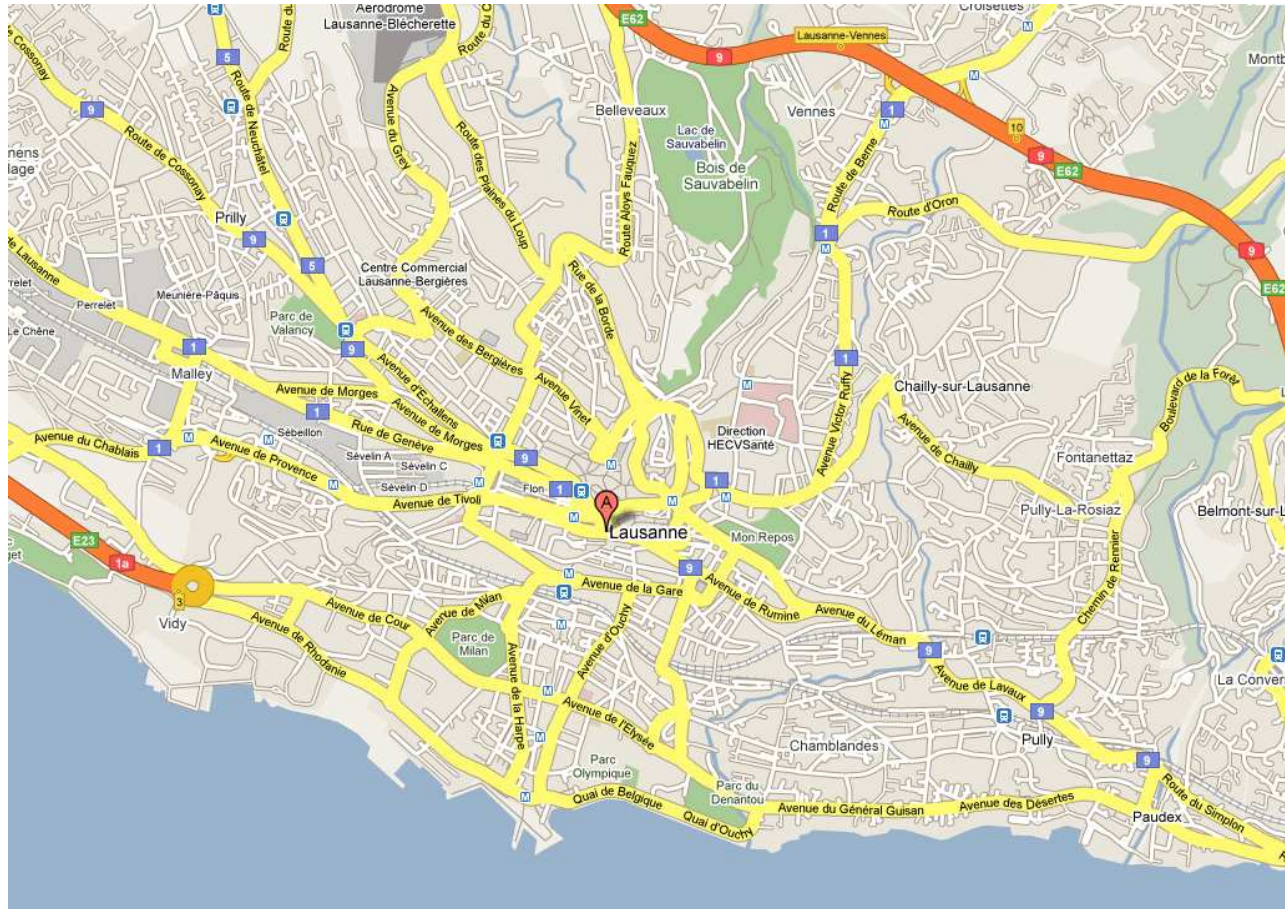 Aérodrome
Lausanne-Blécherette
Croisettes
E62
9
Lausanne-Vennes
5
Route de Cossonay
9
Route de Cossonay
Route de Neuchâtel
Avenue du Grey
Route des Plaines du Loup
Belleveaux
Route Aloys Fauquez
Lac de
Sauvabelin
Bois de
Sauvabelin
Vennes
1
Route de Berne
10
9
E62
Route d'Oron
1
9
E62
Prilly
9
5
de Lausanne
Centre Commercial
Lausanne-Bergières
Rue de la Borde
Perrelet
Meunière-Pâquis
Le Chêne
Parc de
Valancy
9
1
Malley
Avenue des Bergières
Avenue Vinet
Avenue d'Echallens
Avenue de Morges
1
Avenue de Morges
Rue de Genève
9
1
Avenue Victor Ruffy
Chailly-sur-Lausanne
Boulevard de la Forêt
Direction
HECVSanté
Avenue de Chailly
Fontanettaz
Avenue du Chablais
1
Avenue de Provence
Sébeillon
Sévelin A
Sévelin C
Sévelin D
Flon
1
1
Avenue de Tivoli
A
Lausanne
Mon Repos
Pully-La-Rosiaz
Belmont-sur-L
E23
1a
3
Vidy
9
Avenue de la Gare
Avenue de Rumine
Avenue du Léman
Chemin de Rennier
Avenue de Milan
Avenue de Cour
Avenue de Rhodanie
Parc de
Milan
Avenue d'Ouchy
Avenue de la Harpe
9
Avenue de Lavaux
La Conver
Avenue de l'Elysée
9
Pully
Chamblandes
9
Parc
Olympique
Parc du
Denantou
Quai de Belgique
Quai d'Ouchy
Avenue du Général Guisan
Avenue des Désertes
Route du Simplon
Paudex